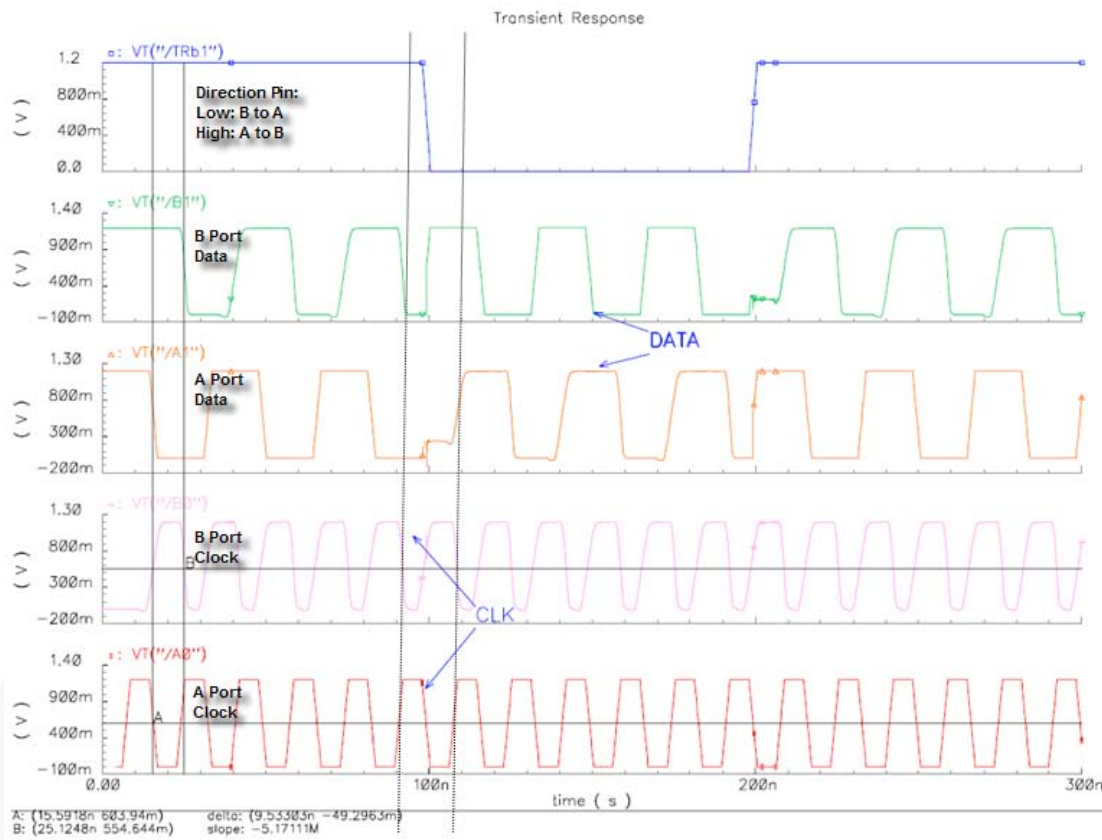 Transient Response
▫: VT("/TRb1")
1.2
800m
400m
0.0
( V )
Direction Pin:
Low: B to A
High: A to B
▿: VT("/B1")
1.40
900m
400m
-100m
( V )
B Port
Data
DATA
▵: VT("/A1")
1.30
800m
300m
-200m
( V )
A Port
Data
VT("/B0")
1.30
800m
300m
-200m
( V )
B Port
Clock
B
CLK
VT("/A0")
1.40
900m
400m
-100m
( V )
A Port
Clock
A
0.00
100n
200n
300n
time ( s )
A: (15.5918n 603.94m) delta: (9.53303n -49.2963m)
B: (25.1248n 554.644m) slope: -5.17111M